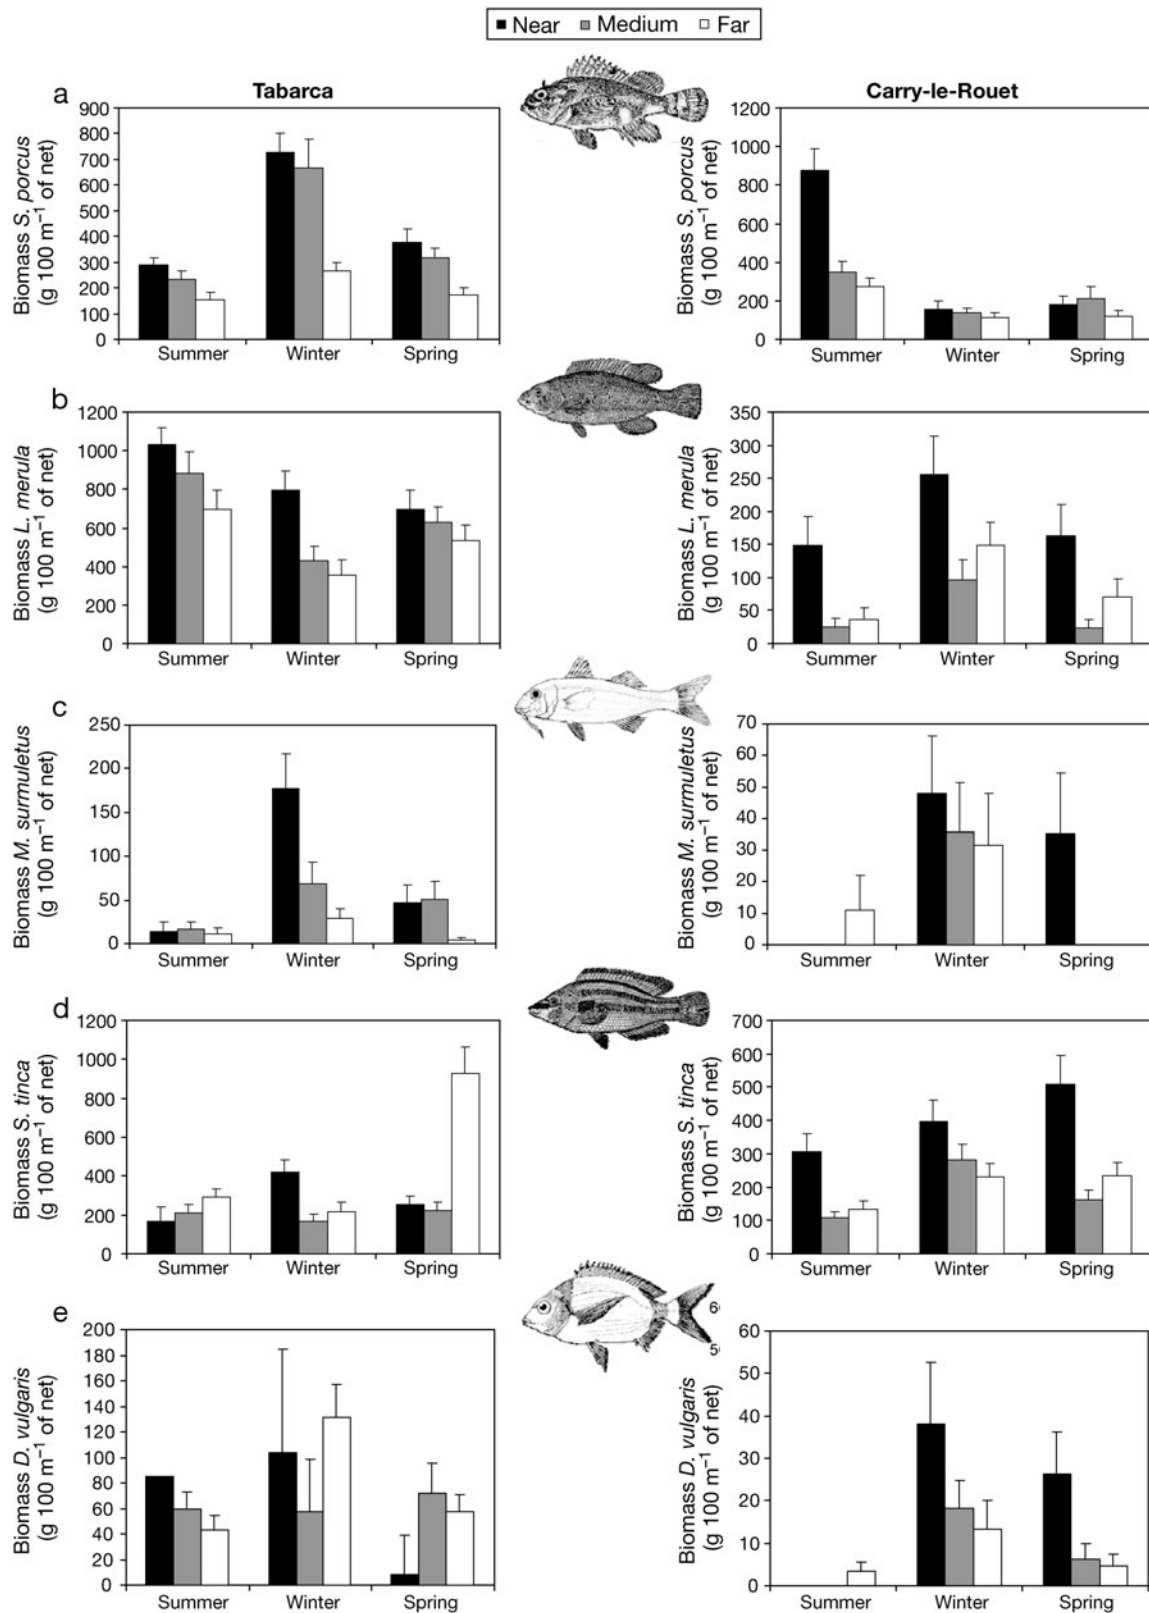 Near Medium Far
a
Tabarca
Carry-le-Rouet
Biomass S. porcus
(g 100 m⁻¹ of net)
900
800
700
600
500
400
300
200
100
0
Summer Winter Spring
Biomass S. porcus
(g 100 m⁻¹ of net)
1200
1000
800
600
400
200
0
Summer Winter Spring
b
Biomass L. merula
(g 100 m⁻¹ of net)
1200
1000
800
600
400
200
0
Summer Winter Spring
Biomass L. merula
(g 100 m⁻¹ of net)
350
300
250
200
150
100
50
0
Summer Winter Spring
c
Biomass M. surmuletus
(g 100 m⁻¹ of net)
250
200
150
100
50
0
Summer Winter Spring
Biomass M. surmuletus
(g 100 m⁻¹ of net)
70
60
50
40
30
20
10
0
Summer Winter Spring
d
Biomass S. tinca
(g 100 m⁻¹ of net)
1200
1000
800
600
400
200
0
Summer Winter Spring
Biomass S. tinca
(g 100 m⁻¹ of net)
700
600
500
400
300
200
100
0
Summer Winter Spring
e
Biomass D. vulgaris
(g 100 m⁻¹ of net)
200
180
160
140
120
100
80
60
40
20
0
Summer Winter Spring
Biomass D. vulgaris
(g 100 m⁻¹ of net)
60
50
40
30
20
10
0
Summer Winter Spring